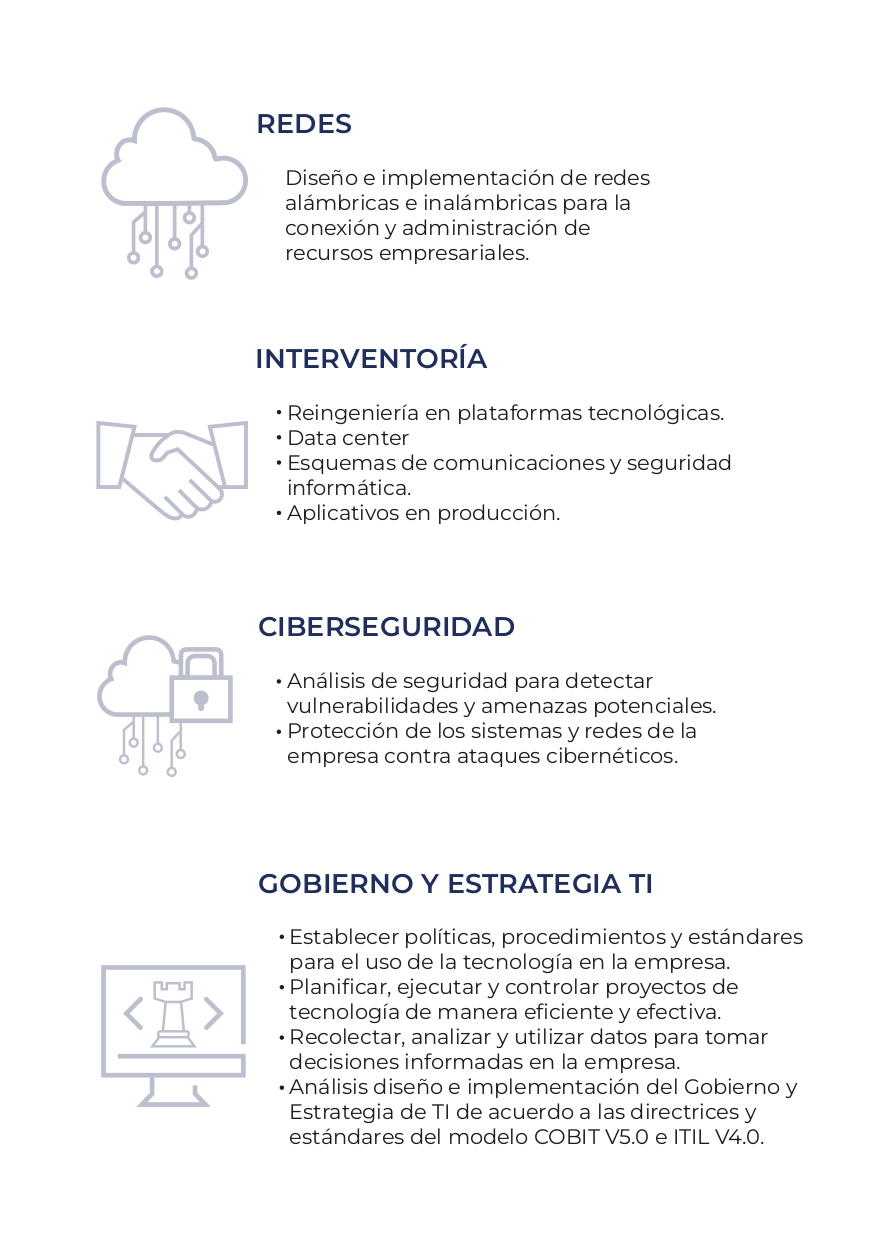 REDES
Diseño e implementación de redes
alámbricas e inalámbricas para la
conexión y administración de
recursos empresariales.
INTERVENTORÍA
• Reingeniería en plataformas tecnológicas.
• Data center
• Esquemas de comunicaciones y seguridad
informática.
• Aplicativos en producción.
CIBERSEGURIDAD
• Análisis de seguridad para detectar
vulnerabilidades y amenazas potenciales.
• Protección de los sistemas y redes de la
empresa contra ataques cibernéticos.
GOBIERNO Y ESTRATEGIA TI
• Establecer políticas, procedimientos y estándares
para el uso de la tecnología en la empresa.
• Planificar, ejecutar y controlar proyectos de
tecnología de manera eficiente y efectiva.
• Recolectar, analizar y utilizar datos para tomar
decisiones informadas en la empresa.
• Análisis diseño e implementación del Gobierno y
Estrategia de TI de acuerdo a las directrices y
estándares del modelo COBIT V5.0 e ITIL V4.0.